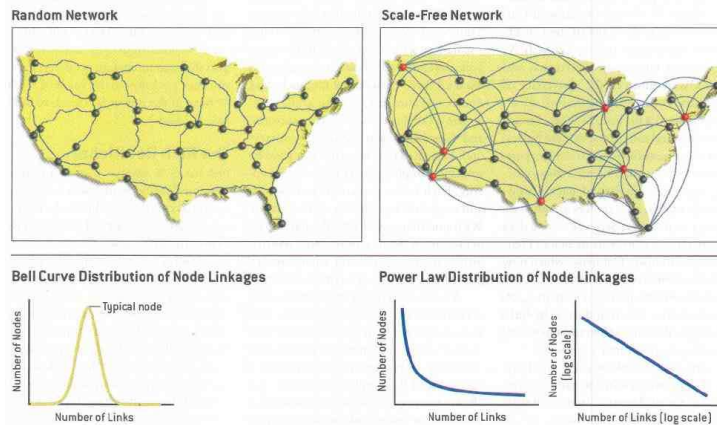 Random Network
Scale-Free Network
Bell Curve Distribution of Node Linkages
Typical node
Number of Nodes
Number of Links
Power Law Distribution of Node Linkages
Number of Nodes
Number of Links
Number of Nodes
(log scale)
Number of Links (log scale)